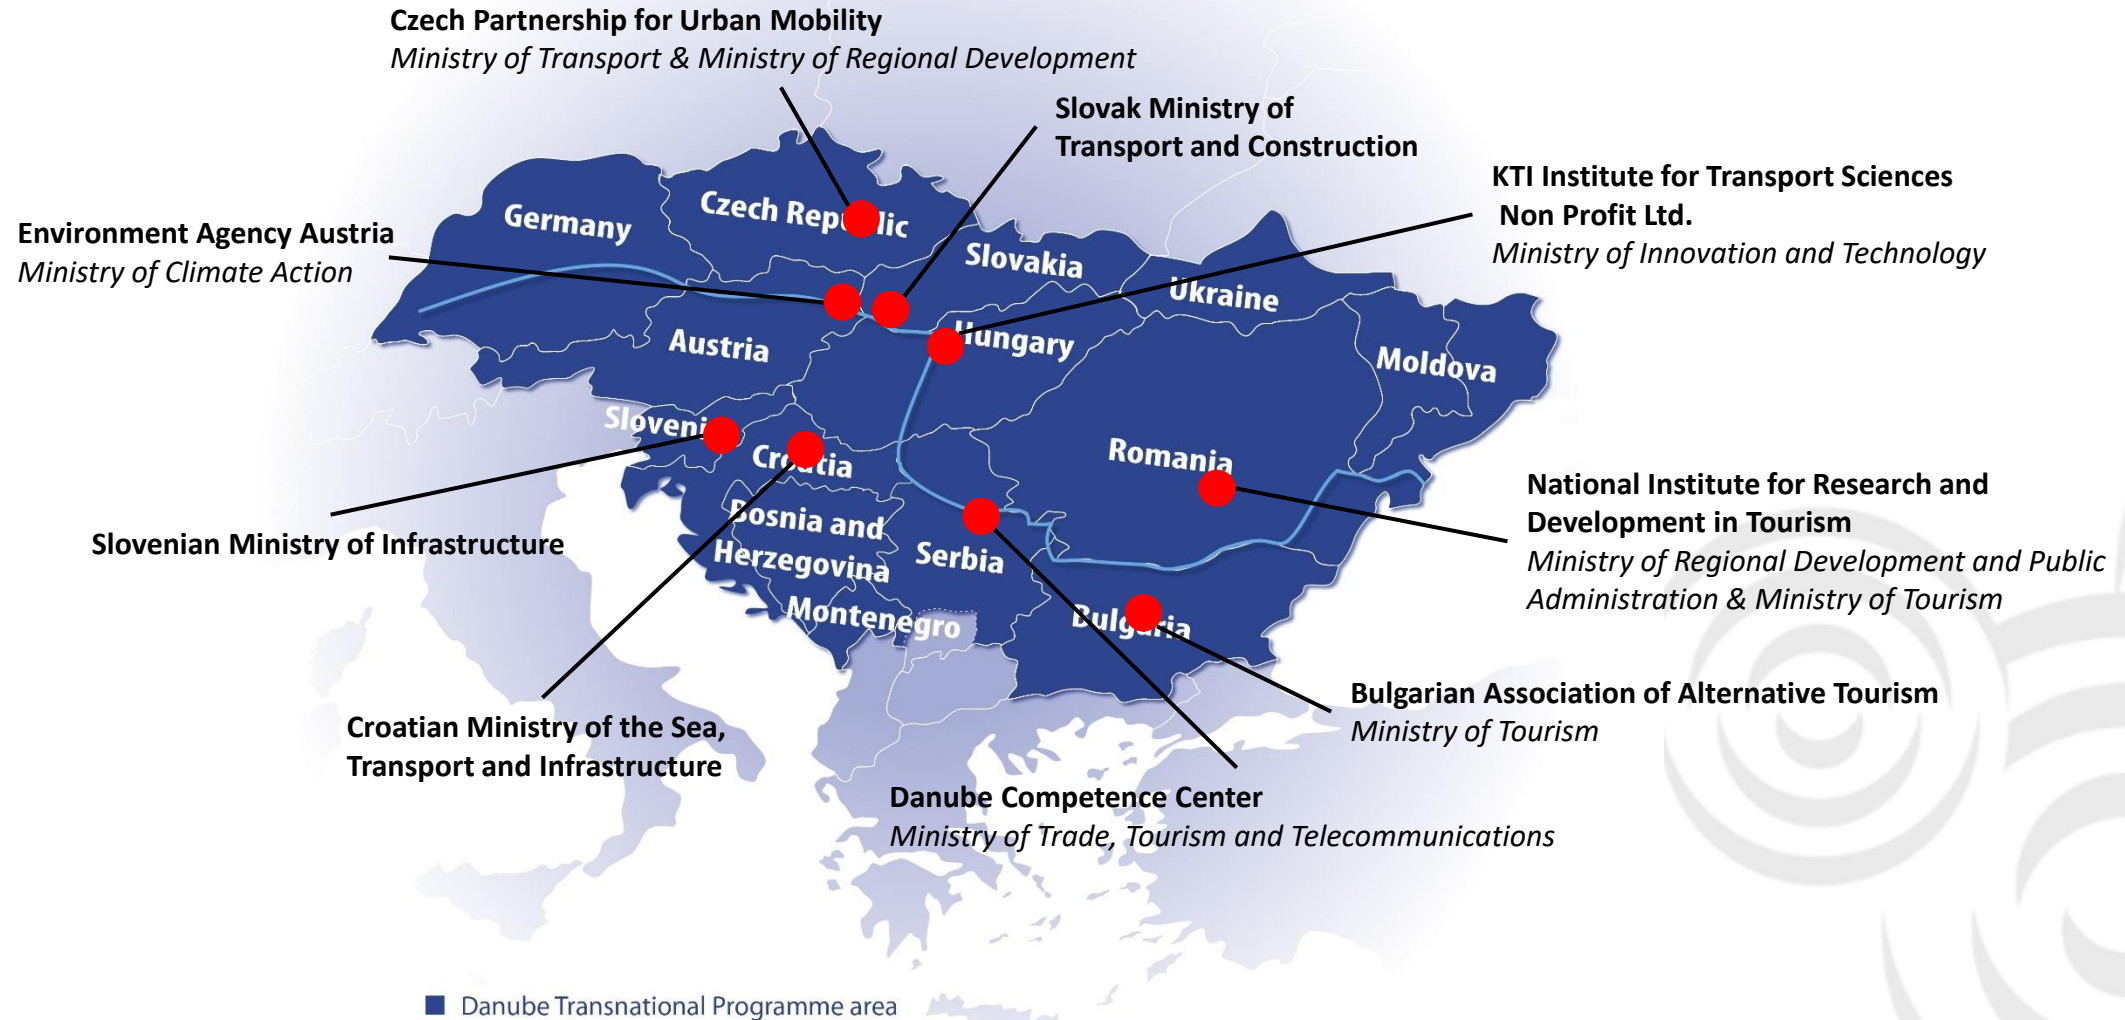 Czech Partnership for Urban Mobility
Ministry of Transport & Ministry of Regional Development
Slovak Ministry of
Transport and Construction
KTI Institute for Transport Sciences
Non Profit Ltd.
Ministry of Innovation and Technology
Environment Agency Austria
Ministry of Climate Action
Germany
Czech Republic
Slovakia
Ukraine
Austria
Hungary
Moldova
Slovenia
Croatia
Romania
Bosnia and
Herzegovina
Serbia
Montenegro
Bulgaria
National Institute for Research and
Development in Tourism
Ministry of Regional Development and Public
Administration & Ministry of Tourism
Slovenian Ministry of Infrastructure
Bulgarian Association of Alternative Tourism
Ministry of Tourism
Croatian Ministry of the Sea,
Transport and Infrastructure
Danube Competence Center
Ministry of Trade, Tourism and Telecommunications
Danube Transnational Programme area